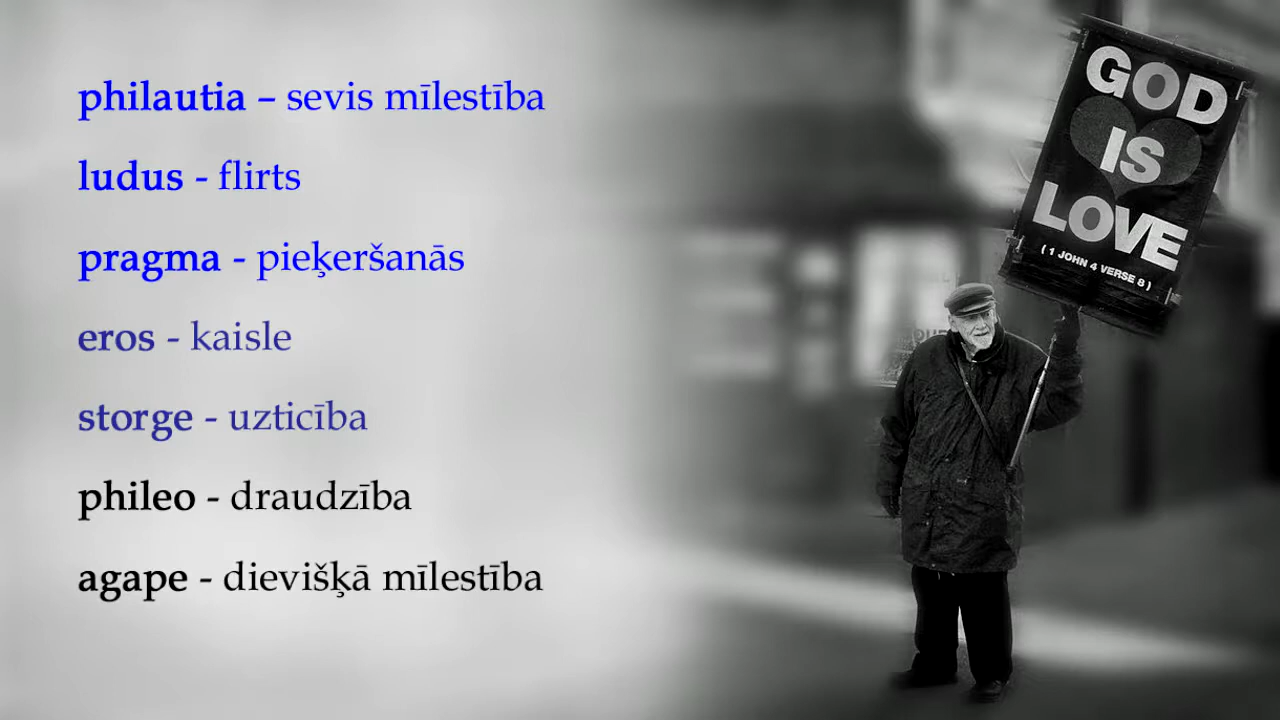 philautia – sevis mīlestība
ludus - flirts
pragma - pieķeršanās
eros - kaisle
storge - uzticība
phileo - draudzība
agape - dievišķā mīlestība
GOD
IS
LOVE
( 1 JOHN 4 VERSE 8 )